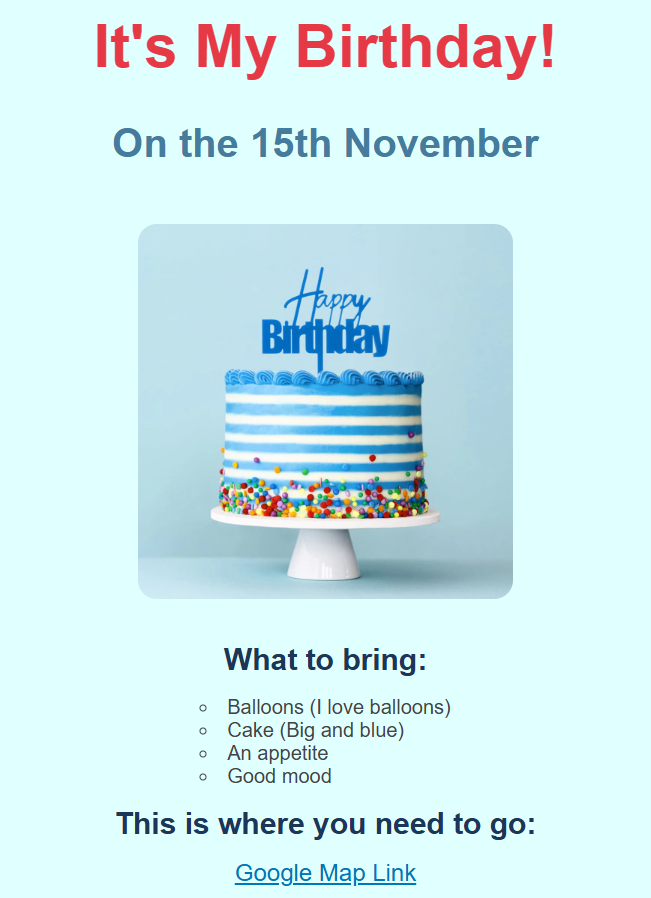 It's My Birthday!
On the 15th November
Happy
Birthday
What to bring:
Balloons (I love balloons)
Cake (Big and blue)
An appetite
Good mood
This is where you need to go:
Google Map Link